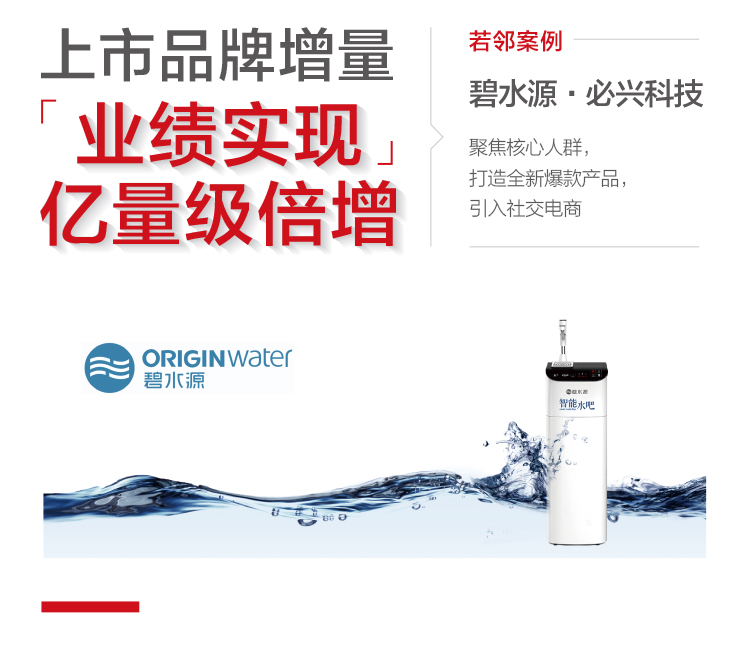 上市品牌增量
「业绩实现」
亿量级倍增
若邻案例
碧水源·必兴科技
聚焦核心人群，
打造全新爆款产品，
引入社交电商
ORIGINwater
碧水源
碧水源
智能水吧